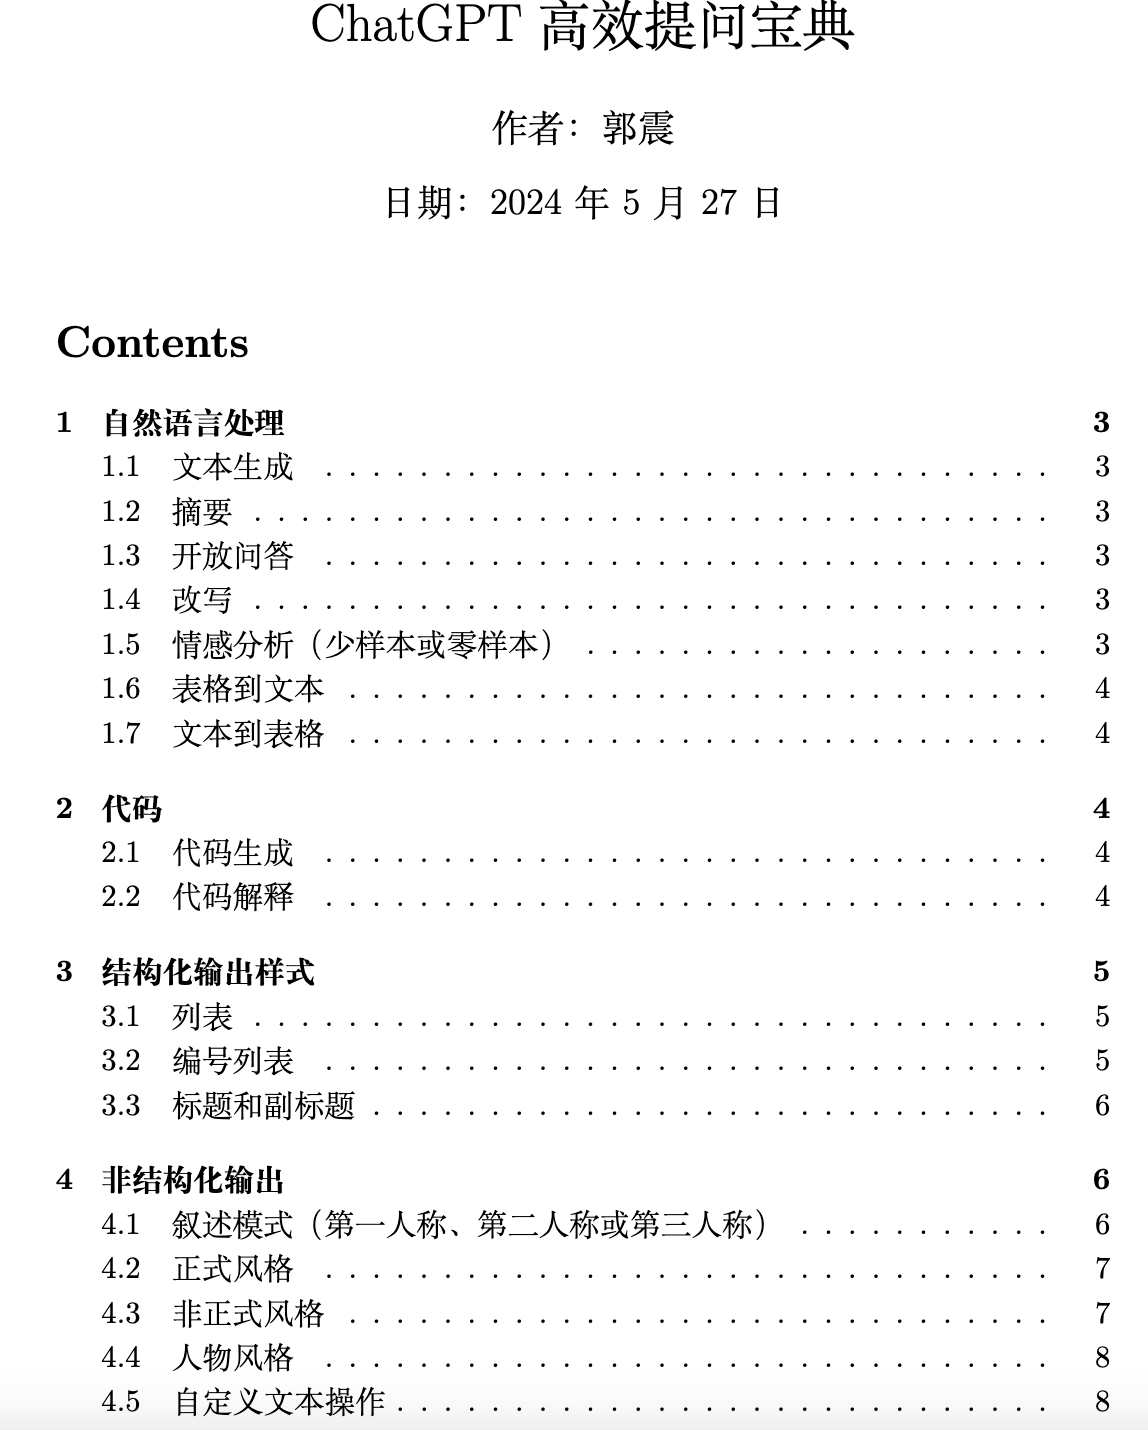 ChatGPT 高效提问宝典
作者：郭震
日期：2024 年 5 月 27 日
Contents
1 自然语言处理 3
1.1 文本生成 . . . . . . . . . . . . . . . . . . . . . . . . . . . . . . . 3
1.2 摘要 . . . . . . . . . . . . . . . . . . . . . . . . . . . . . . . . . . 3
1.3 开放问答 . . . . . . . . . . . . . . . . . . . . . . . . . . . . . . . 3
1.4 改写 . . . . . . . . . . . . . . . . . . . . . . . . . . . . . . . . . . 3
1.5 情感分析（少样本或零样本） . . . . . . . . . . . . . . . . . . . . 3
1.6 表格到文本 . . . . . . . . . . . . . . . . . . . . . . . . . . . . . . 4
1.7 文本到表格 . . . . . . . . . . . . . . . . . . . . . . . . . . . . . . 4
2 代码 4
2.1 代码生成 . . . . . . . . . . . . . . . . . . . . . . . . . . . . . . . 4
2.2 代码解释 . . . . . . . . . . . . . . . . . . . . . . . . . . . . . . . 4
3 结构化输出样式 5
3.1 列表 . . . . . . . . . . . . . . . . . . . . . . . . . . . . . . . . . . 5
3.2 编号列表 . . . . . . . . . . . . . . . . . . . . . . . . . . . . . . . 5
3.3 标题和副标题 . . . . . . . . . . . . . . . . . . . . . . . . . . . . . 6
4 非结构化输出 6
4.1 叙述模式（第一人称、第二人称或第三人称） . . . . . . . . . . . 6
4.2 正式风格 . . . . . . . . . . . . . . . . . . . . . . . . . . . . . . . 7
4.3 非正式风格 . . . . . . . . . . . . . . . . . . . . . . . . . . . . . . 7
4.4 人物风格 . . . . . . . . . . . . . . . . . . . . . . . . . . . . . . . 8
4.5 自定义文本操作 . . . . . . . . . . . . . . . . . . . . . . . . . . . . 8